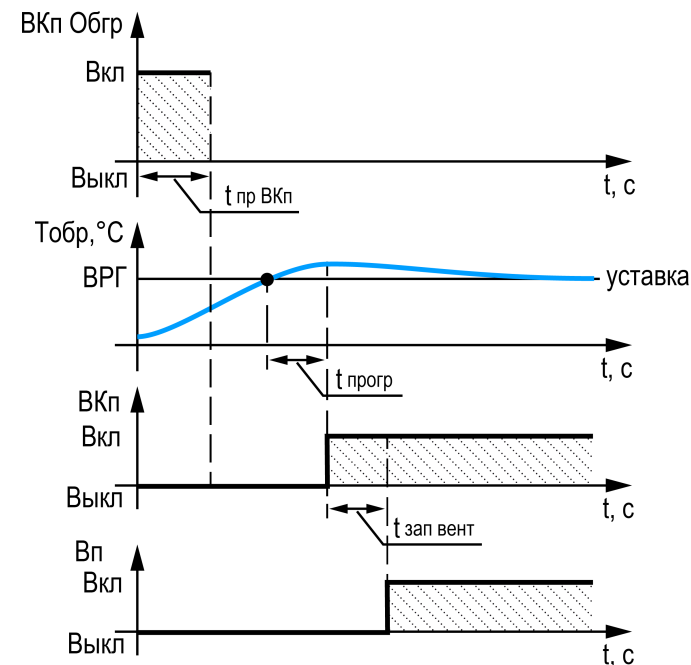 ВКп Обгр
Вкл
Выкл
t, с
t пр ВКп
Тобр,°С
ВРГ
уставка
t, с
t прогр
ВКп
Вкл
Выкл
t, с
t зап вент
Вп
Вкл
Выкл
t, с